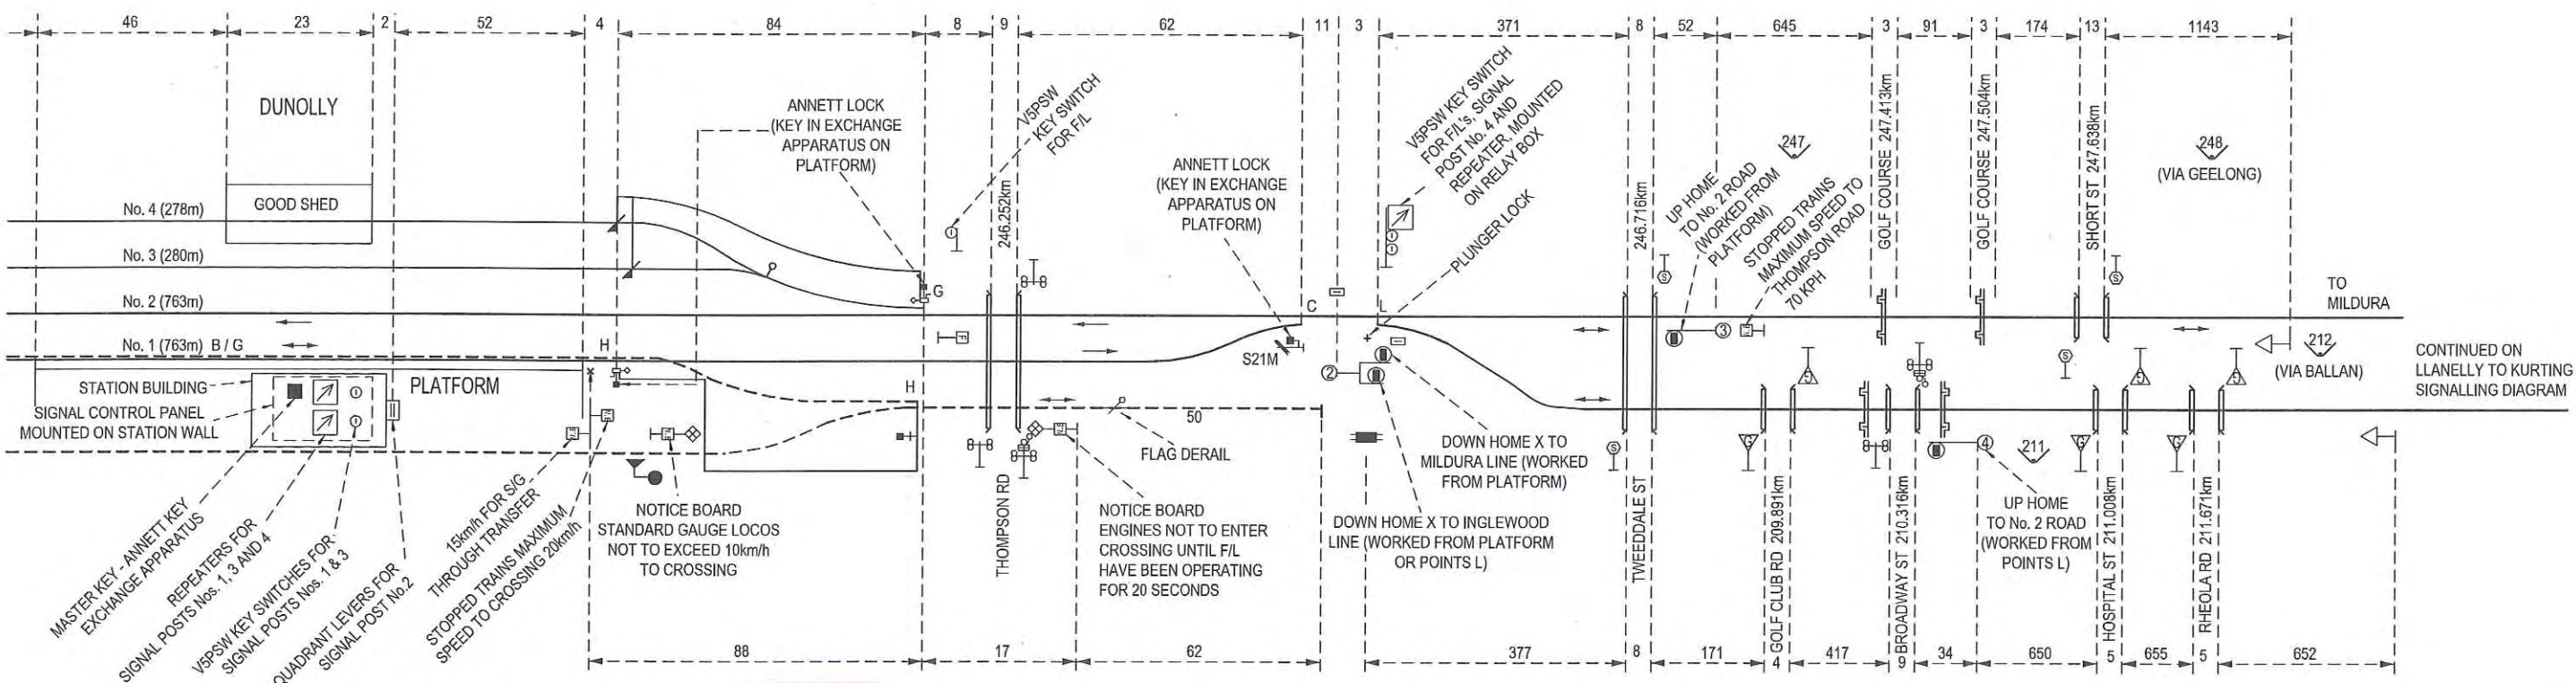 46
23
2
52
4
84
8
9
62
11
3
371
8
52
645
3
91
3
174
13
1143
DUNOLLY
GOOD SHED
No. 4 (278m)
No. 3 (280m)
No. 2 (763m)
No. 1 (763m) B / G
ANNETT LOCK
(KEY IN EXCHANGE
APPARATUS ON
PLATFORM)
V5PSW
KEY SWITCH
FOR F/L
246.252km
ANNETT LOCK
(KEY IN EXCHANGE
APPARATUS ON
PLATFORM)
V5PSW KEY SWITCH
FOR F/L's, SIGNAL
POST No. 4 AND
REPEATER, MOUNTED
ON RELAY BOX
PLUNGER LOCK
246.716km
UP HOME
TO No. 2 ROAD
(WORKED FROM
PLATFORM)
247
STOPPED TRAINS
MAXIMUM SPEED TO
THOMPSON ROAD
70 KPH
GOLF COURSE 247.413km
GOLF COURSE 247.504km
SHORT ST 247.638km
248
(VIA GEELONG)
TO
MILDURA
212
(VIA BALLAN)
CONTINUED ON
LLANELLY TO KURTING
SIGNALLING DIAGRAM
G
C
L
H
H
F
S
3
S
S
G
G
G
S21M
2
STATION BUILDING
SIGNAL CONTROL PANEL
MOUNTED ON STATION WALL
PLATFORM
50
FLAG DERAIL
DOWN HOME X TO
MILDURA LINE (WORKED
FROM PLATFORM)
DOWN HOME X TO INGLEWOOD
LINE (WORKED FROM PLATFORM
OR POINTS L)
S
G
4
211
G
G
UP HOME
TO No. 2 ROAD
(WORKED FROM
POINTS L)
MASTER KEY - ANNETT KEY
EXCHANGE APPARATUS
REPEATERS FOR
SIGNAL POSTS Nos. 1, 3 AND 4
V5PSW KEY SWITCHES FOR
SIGNAL POSTS Nos. 1 & 3
QUADRANT LEVERS FOR
SIGNAL POST No.2
15km/h FOR S/G
THROUGH TRANSFER
STOPPED TRAINS MAXIMUM
SPEED TO CROSSING 20km/h
NOTICE BOARD
STANDARD GAUGE LOCOS
NOT TO EXCEED 10km/h
TO CROSSING
THOMPSON RD
NOTICE BOARD
ENGINES NOT TO ENTER
CROSSING UNTIL F/L
HAVE BEEN OPERATING
FOR 20 SECONDS
TWEEDDALE ST
GOLF CLUB RD 209.891km
BROADWAY ST 210.316km
HOSPITAL ST 211.008km
RHEOLA RD 211.671km
88
17
62
377
8
171
4
417
9
34
650
5
655
5
652